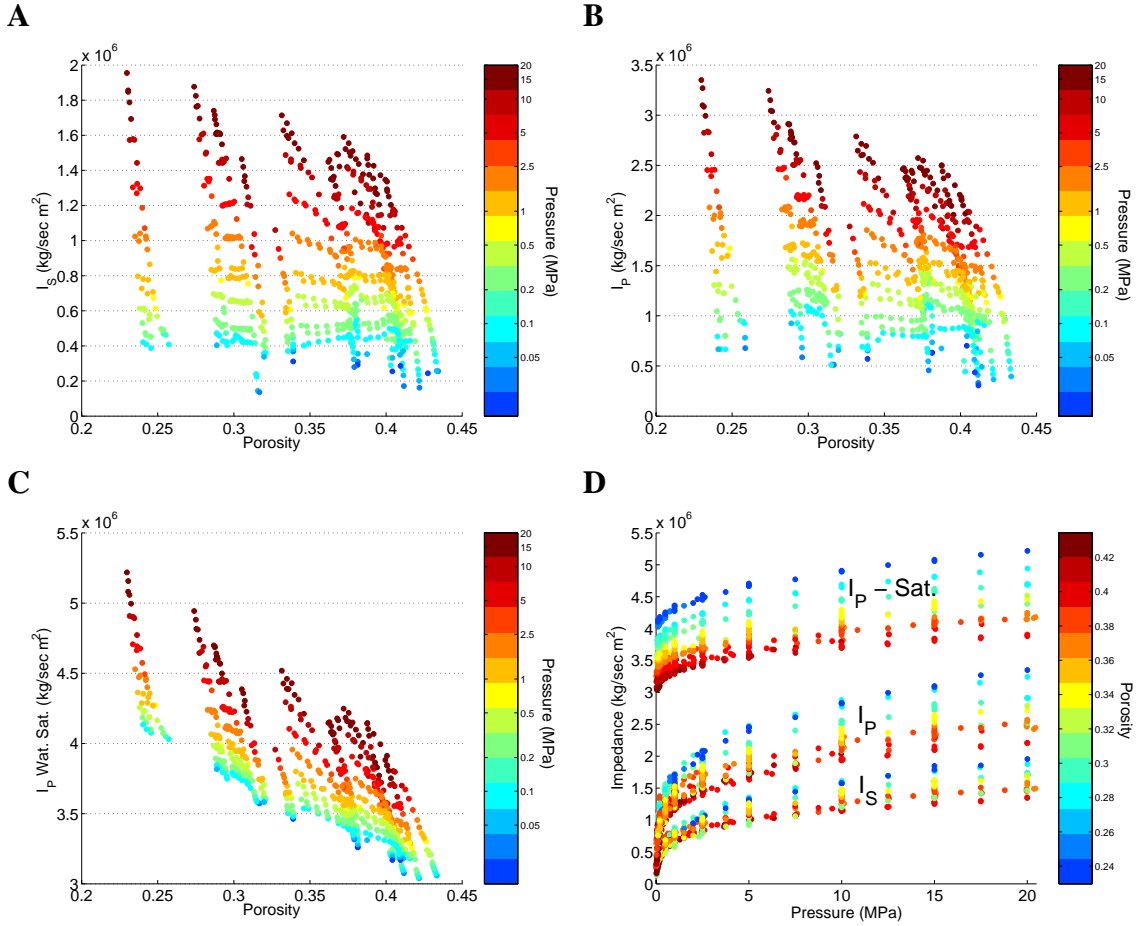 A
x 10^6
2
1.8
1.6
1.4
1.2
1
0.8
0.6
0.4
0.2
0
I_S (kg/sec m^2)
0.2 0.25 0.3 0.35 0.4 0.45
Porosity
20
15
10
5
2.5
1
0.5
0.2
0.1
0.05
Pressure (MPa)
B
x 10^6
3.5
3
2.5
2
1.5
1
0.5
0
I_P (kg/sec m^2)
0.2 0.25 0.3 0.35 0.4 0.45
Porosity
20
15
10
5
2.5
1
0.5
0.2
0.1
0.05
Pressure (MPa)
C
x 10^6
5.5
5
4.5
4
3.5
3
I_P Wat. Sat. (kg/sec m^2)
0.2 0.25 0.3 0.35 0.4 0.45
Porosity
20
15
10
5
2.5
1
0.5
0.2
0.1
0.05
Pressure (MPa)
D
x 10^6
5.5
5
4.5
4
3.5
3
2.5
2
1.5
1
0.5
0
Impedance (kg/sec m^2)
I_P – Sat.
I_P
I_S
0 5 10 15 20
Pressure (MPa)
0.42
0.4
0.38
0.36
0.34
0.32
0.3
0.28
0.26
0.24
Porosity